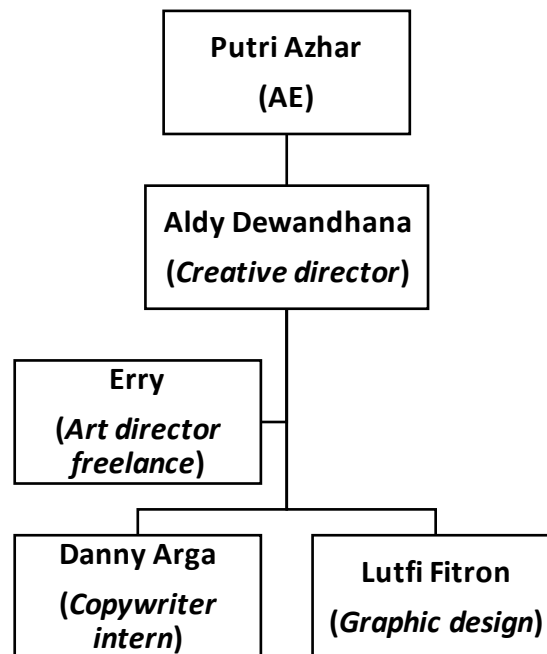 Putri Azhar
(AE)
Aldy Dewandhana
(Creative director)
Erry
(Art director
freelance)
Danny Arga
(Copywriter
intern)
Lutfi Fitron
(Graphic design)